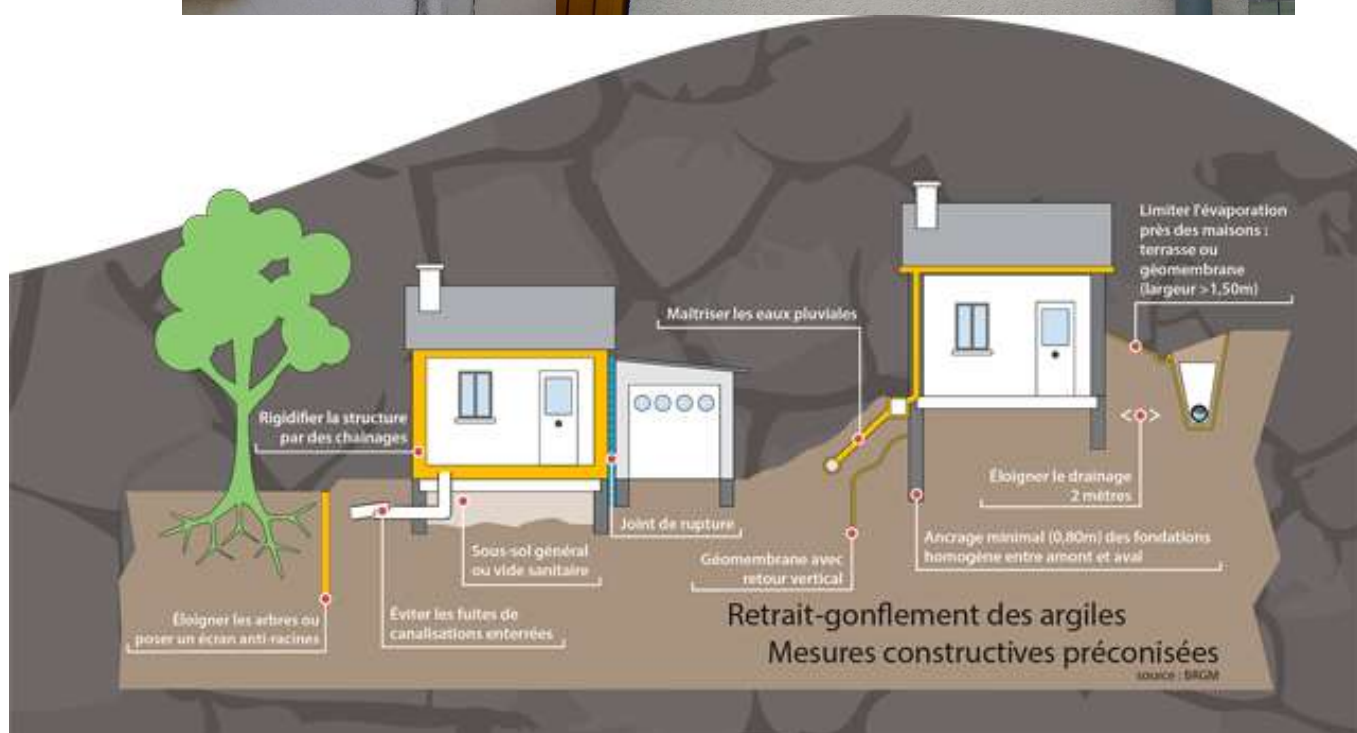 Limiter l'évaporation
près des maisons :
terrasse ou
géomembrane
(largeur >1,50m)
Maîtriser les eaux pluviales
Rigidifier la structure
par des chainages
Éloigner le drainage
2 mètres
Joint de rupture
Ancrage minimal (0,80m) des fondations
homogène entre amont et aval
Sous-sol général
ou vide sanitaire
Géomembrane avec
retour vertical
Éloigner les arbres ou
poser un écran anti-racines
Éviter les fuites de
canalisations enterrées
Retrait-gonflement des argiles
Mesures constructives préconisées
source : BRGM